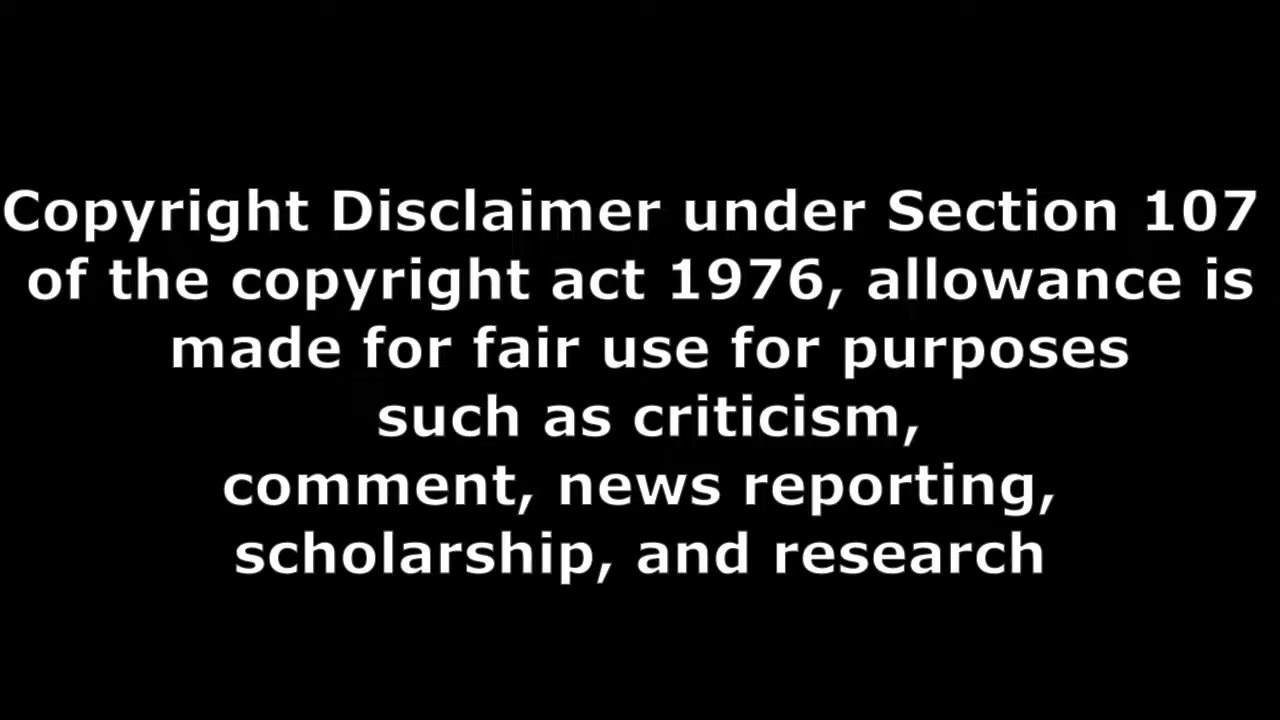 Copyright Disclaimer under Section 107
of the copyright act 1976, allowance is
made for fair use for purposes
such as criticism,
comment, news reporting,
scholarship, and research